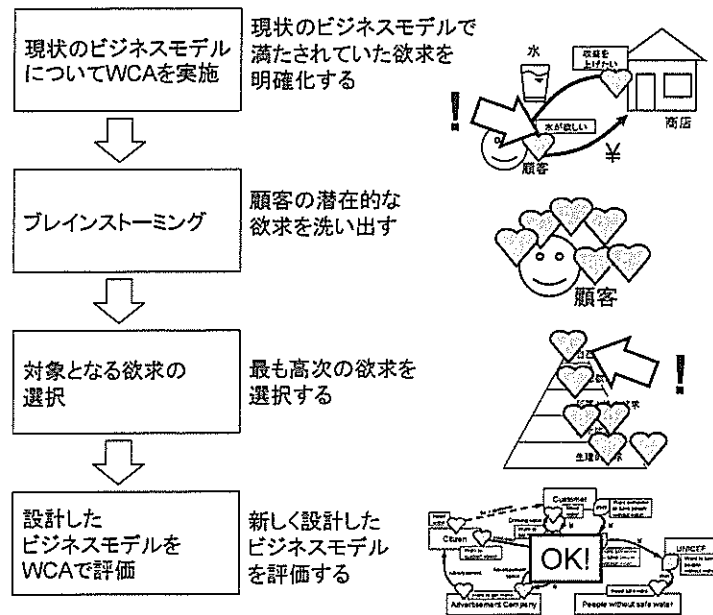 現状のビジネスモデル
についてWCAを実施
現状のビジネスモデルで
満たされていた欲求を
明確化する
水
収益を
上げたい
!
水が欲しい
商店
顧客
¥
ブレインストーミング
顧客の潜在的な
欲求を洗い出す
顧客
対象となる欲求の
選択
最も高次の欲求を
選択する
!
設計した
ビジネスモデルを
WCAで評価
新しく設計した
ビジネスモデル
を評価する
Customer
Citizen
OK!
UNICEF
Advertisement Company
People without safe water